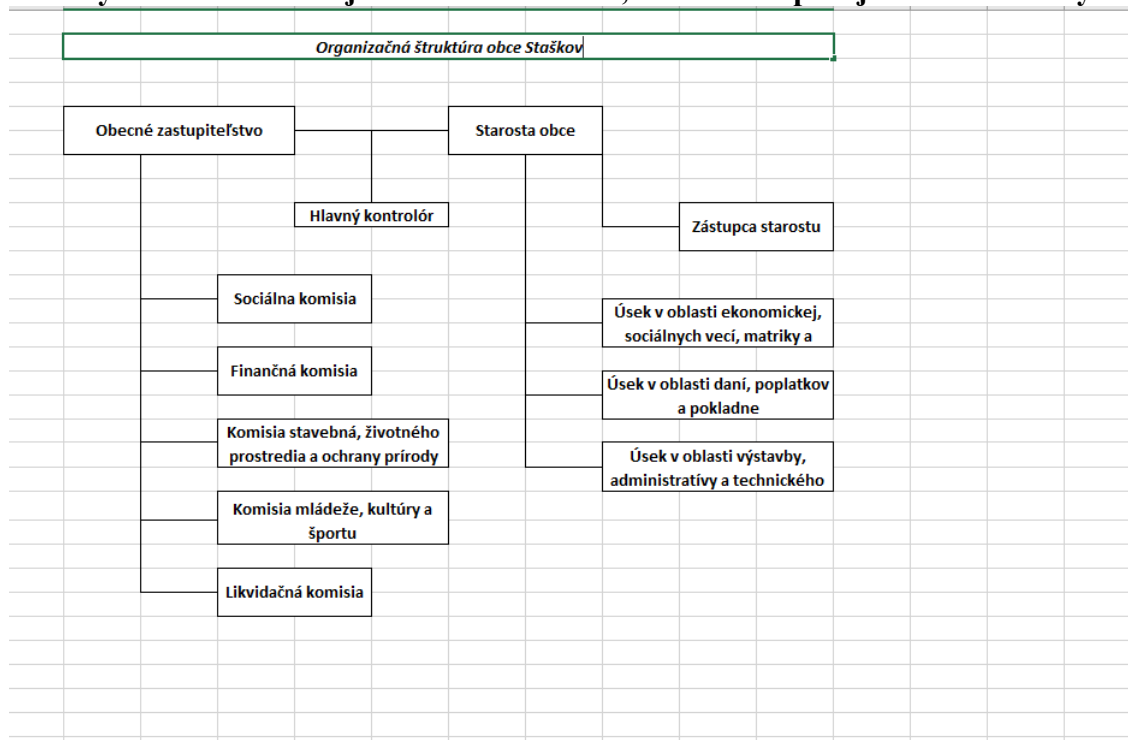 Organizačná štruktúra obce Staškov
Obecné zastupiteľstvo
Starosta obce
Hlavný kontrolór
Zástupca starostu
Sociálna komisia
Finančná komisia
Komisia stavebná, životného
prostredia a ochrany prírody
Komisia mládeže, kultúry a
športu
Likvidačná komisia
Úsek v oblasti ekonomickej,
sociálnych vecí, matriky a
Úsek v oblasti daní, poplatkov
a pokladne
Úsek v oblasti výstavby,
administratívy a technického